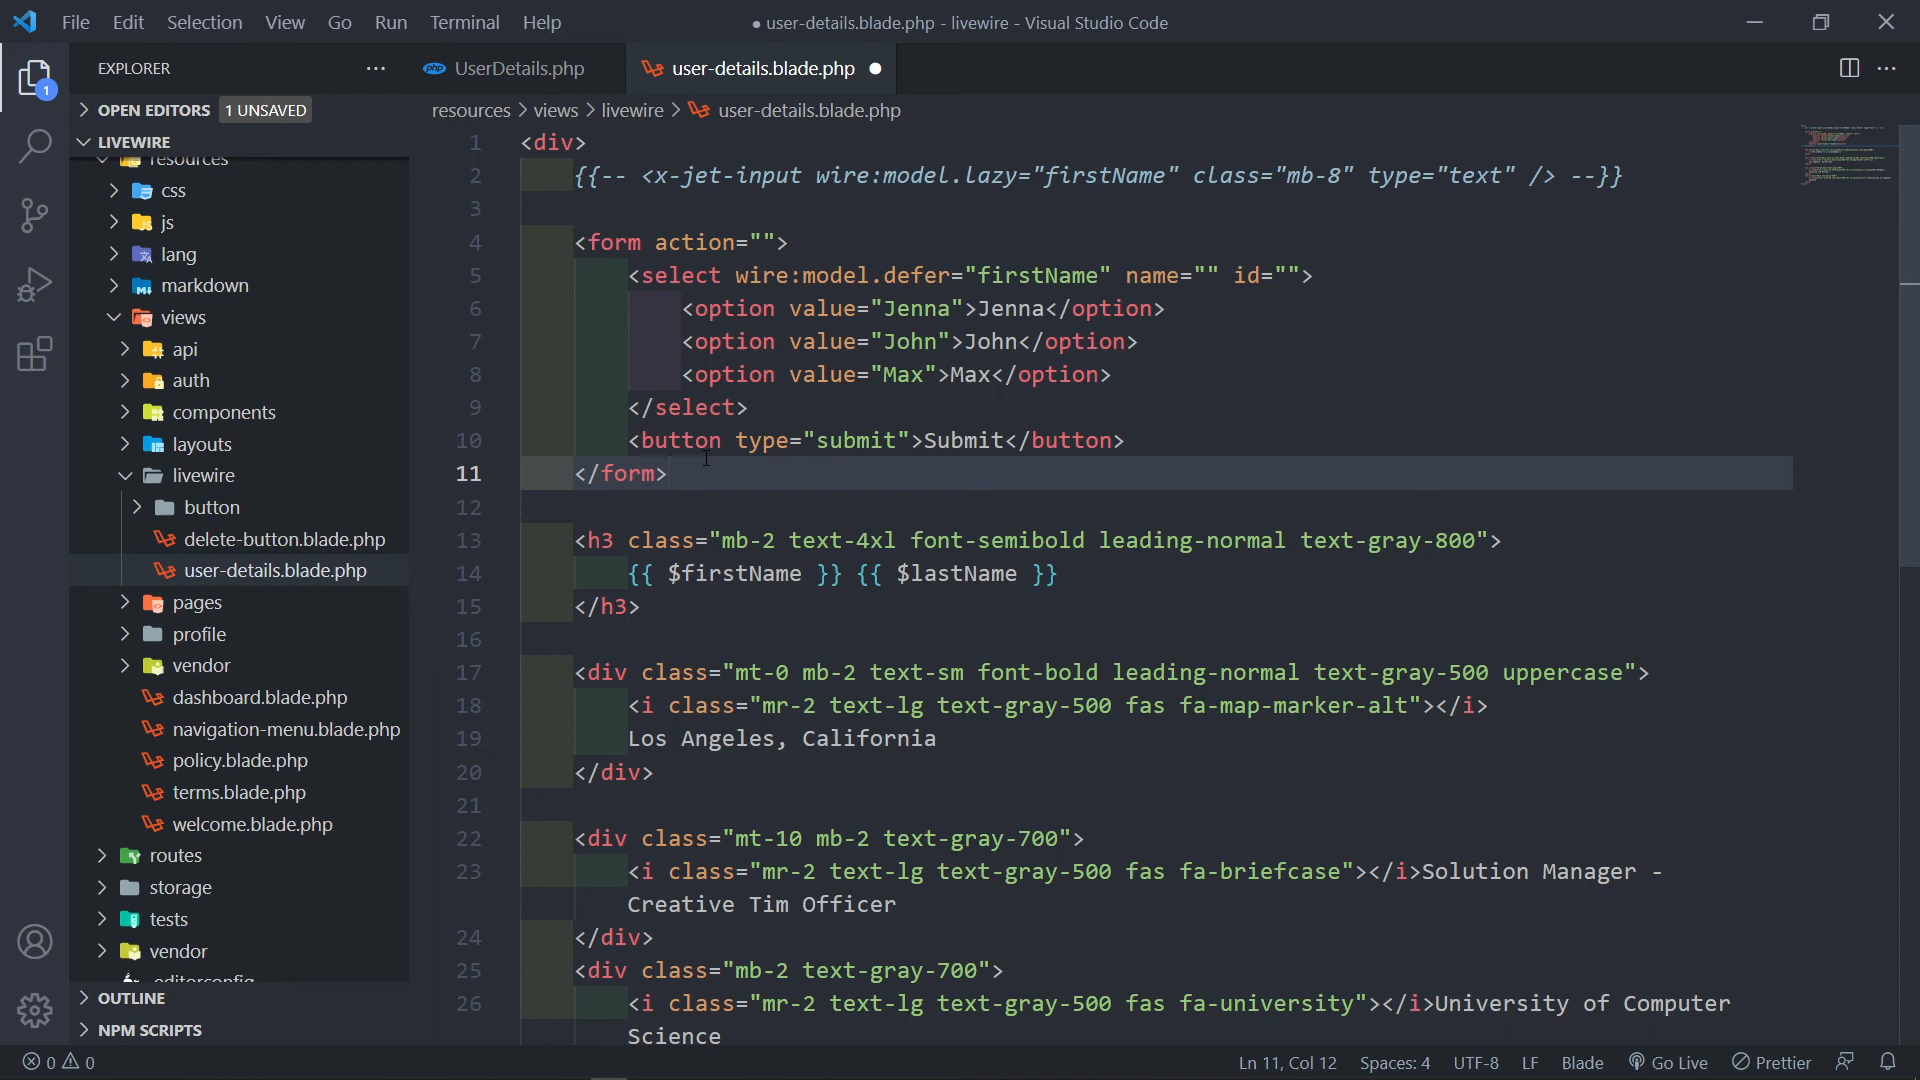 File Edit Selection View Go Run Terminal Help
● user-details.blade.php - livewire - Visual Studio Code
EXPLORER
OPEN EDITORS 1 UNSAVED
LIVEWIRE
resources
css
js
lang
markdown
views
api
auth
components
layouts
livewire
button
delete-button.blade.php
user-details.blade.php
pages
profile
vendor
dashboard.blade.php
navigation-menu.blade.php
policy.blade.php
terms.blade.php
welcome.blade.php
routes
storage
tests
vendor
.editorconfig
OUTLINE
NPM SCRIPTS
1
php UserDetails.php
user-details.blade.php
resources > views > livewire > user-details.blade.php
1 <div>
2 {{-- <x-jet-input wire:model.lazy="firstName" class="mb-8" type="text" /> --}}
3
4 <form action="">
5 <select wire:model.defer="firstName" name="" id="">
6 <option value="Jenna">Jenna</option>
7 <option value="John">John</option>
8 <option value="Max">Max</option>
9 </select>
10 <button type="submit">Submit</button>
11 </form>
12
13 <h3 class="mb-2 text-4xl font-semibold leading-normal text-gray-800">
14 {{ $firstName }} {{ $lastName }}
15 </h3>
16
17 <div class="mt-0 mb-2 text-sm font-bold leading-normal text-gray-500 uppercase">
18 <i class="mr-2 text-lg text-gray-500 fas fa-map-marker-alt"></i>
19 Los Angeles, California
20 </div>
21
22 <div class="mt-10 mb-2 text-gray-700">
23 <i class="mr-2 text-lg text-gray-500 fas fa-briefcase"></i>Solution Manager -
Creative Tim Officer
24 </div>
25 <div class="mb-2 text-gray-700">
26 <i class="mr-2 text-lg text-gray-500 fas fa-university"></i>University of Computer
Science
0 0
Ln 11, Col 12 Spaces: 4 UTF-8 LF Blade Go Live Prettier